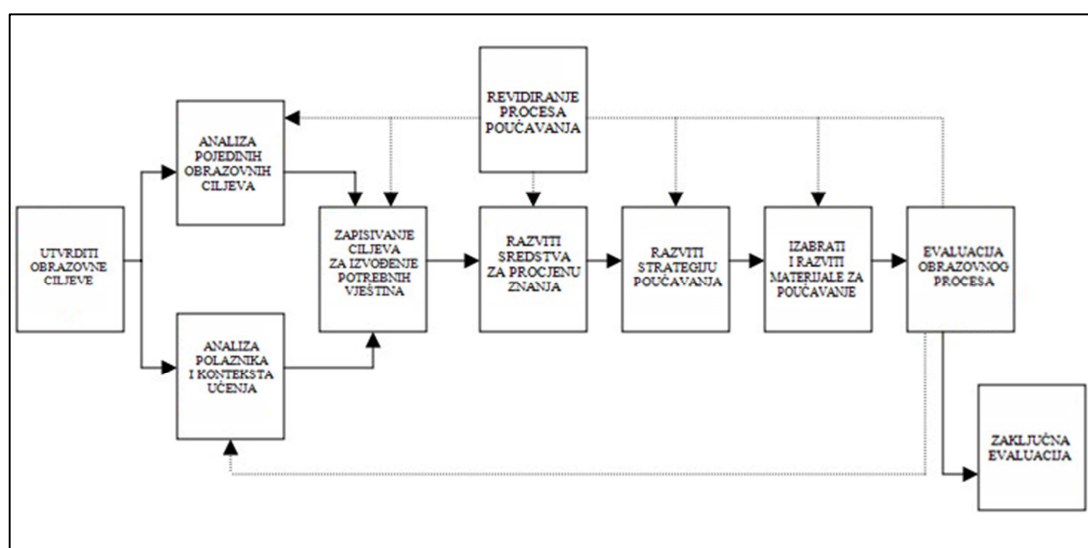 UTVRDITI
OBRAZOVNE
CILJEVE
ANALIZA
POJEDINIH
OBRAZOVNIH
CILJEVA
ANALIZA
POLAZNIKA
I KONTEKSTA
UČENJA
ZAPISIVANJE
CILJEVA
ZA IZVOĐENJE
POTREBNIH
VJEŠTINA
REVIDIRANJE
PROCESA
POUČAVANJA
RAZVITI
SREDSTVA
ZA PROCJENU
ZNANJA
RAZVITI
STRATEGIJU
POUČAVANJA
IZABRATI
I RAZVITI
MATERIJALE ZA
POUČAVANJE
EVALUACIJA
OBRAZOVNOG
PROCESA
ZAKLJUČNA
EVALUACIJA